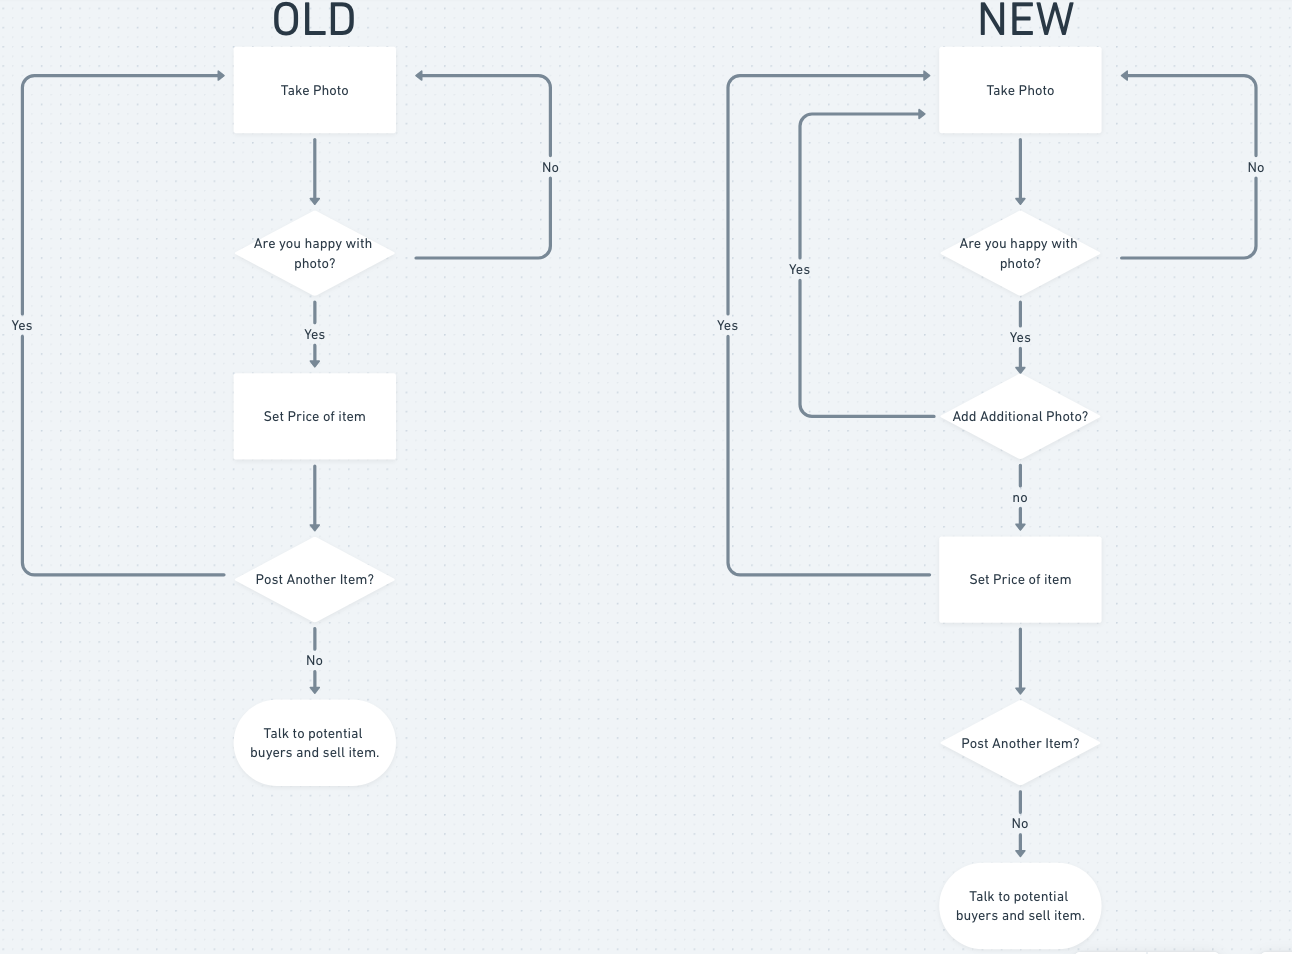 OLD
Take Photo
No
Are you happy with
photo?
Yes
Yes
Set Price of item
Post Another Item?
No
Talk to potential
buyers and sell item.
NEW
Take Photo
No
Are you happy with
photo?
Yes
Yes
Yes
Add Additional Photo?
no
Set Price of item
Post Another Item?
No
Talk to potential
buyers and sell item.